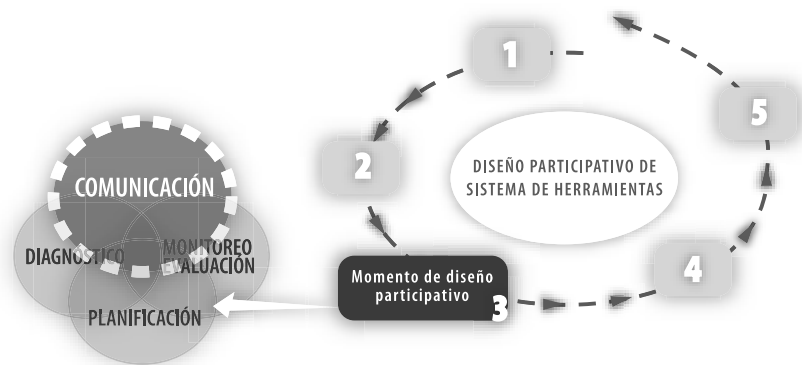 COMUNICACIÓN
DIAGNÓSTICO
MONITOREO
EVALUACIÓN
PLANIFICACIÓN
1
2
Momento de diseño
participativo
3
4
5
DISEÑO PARTICIPATIVO DE
SISTEMA DE HERRAMIENTAS